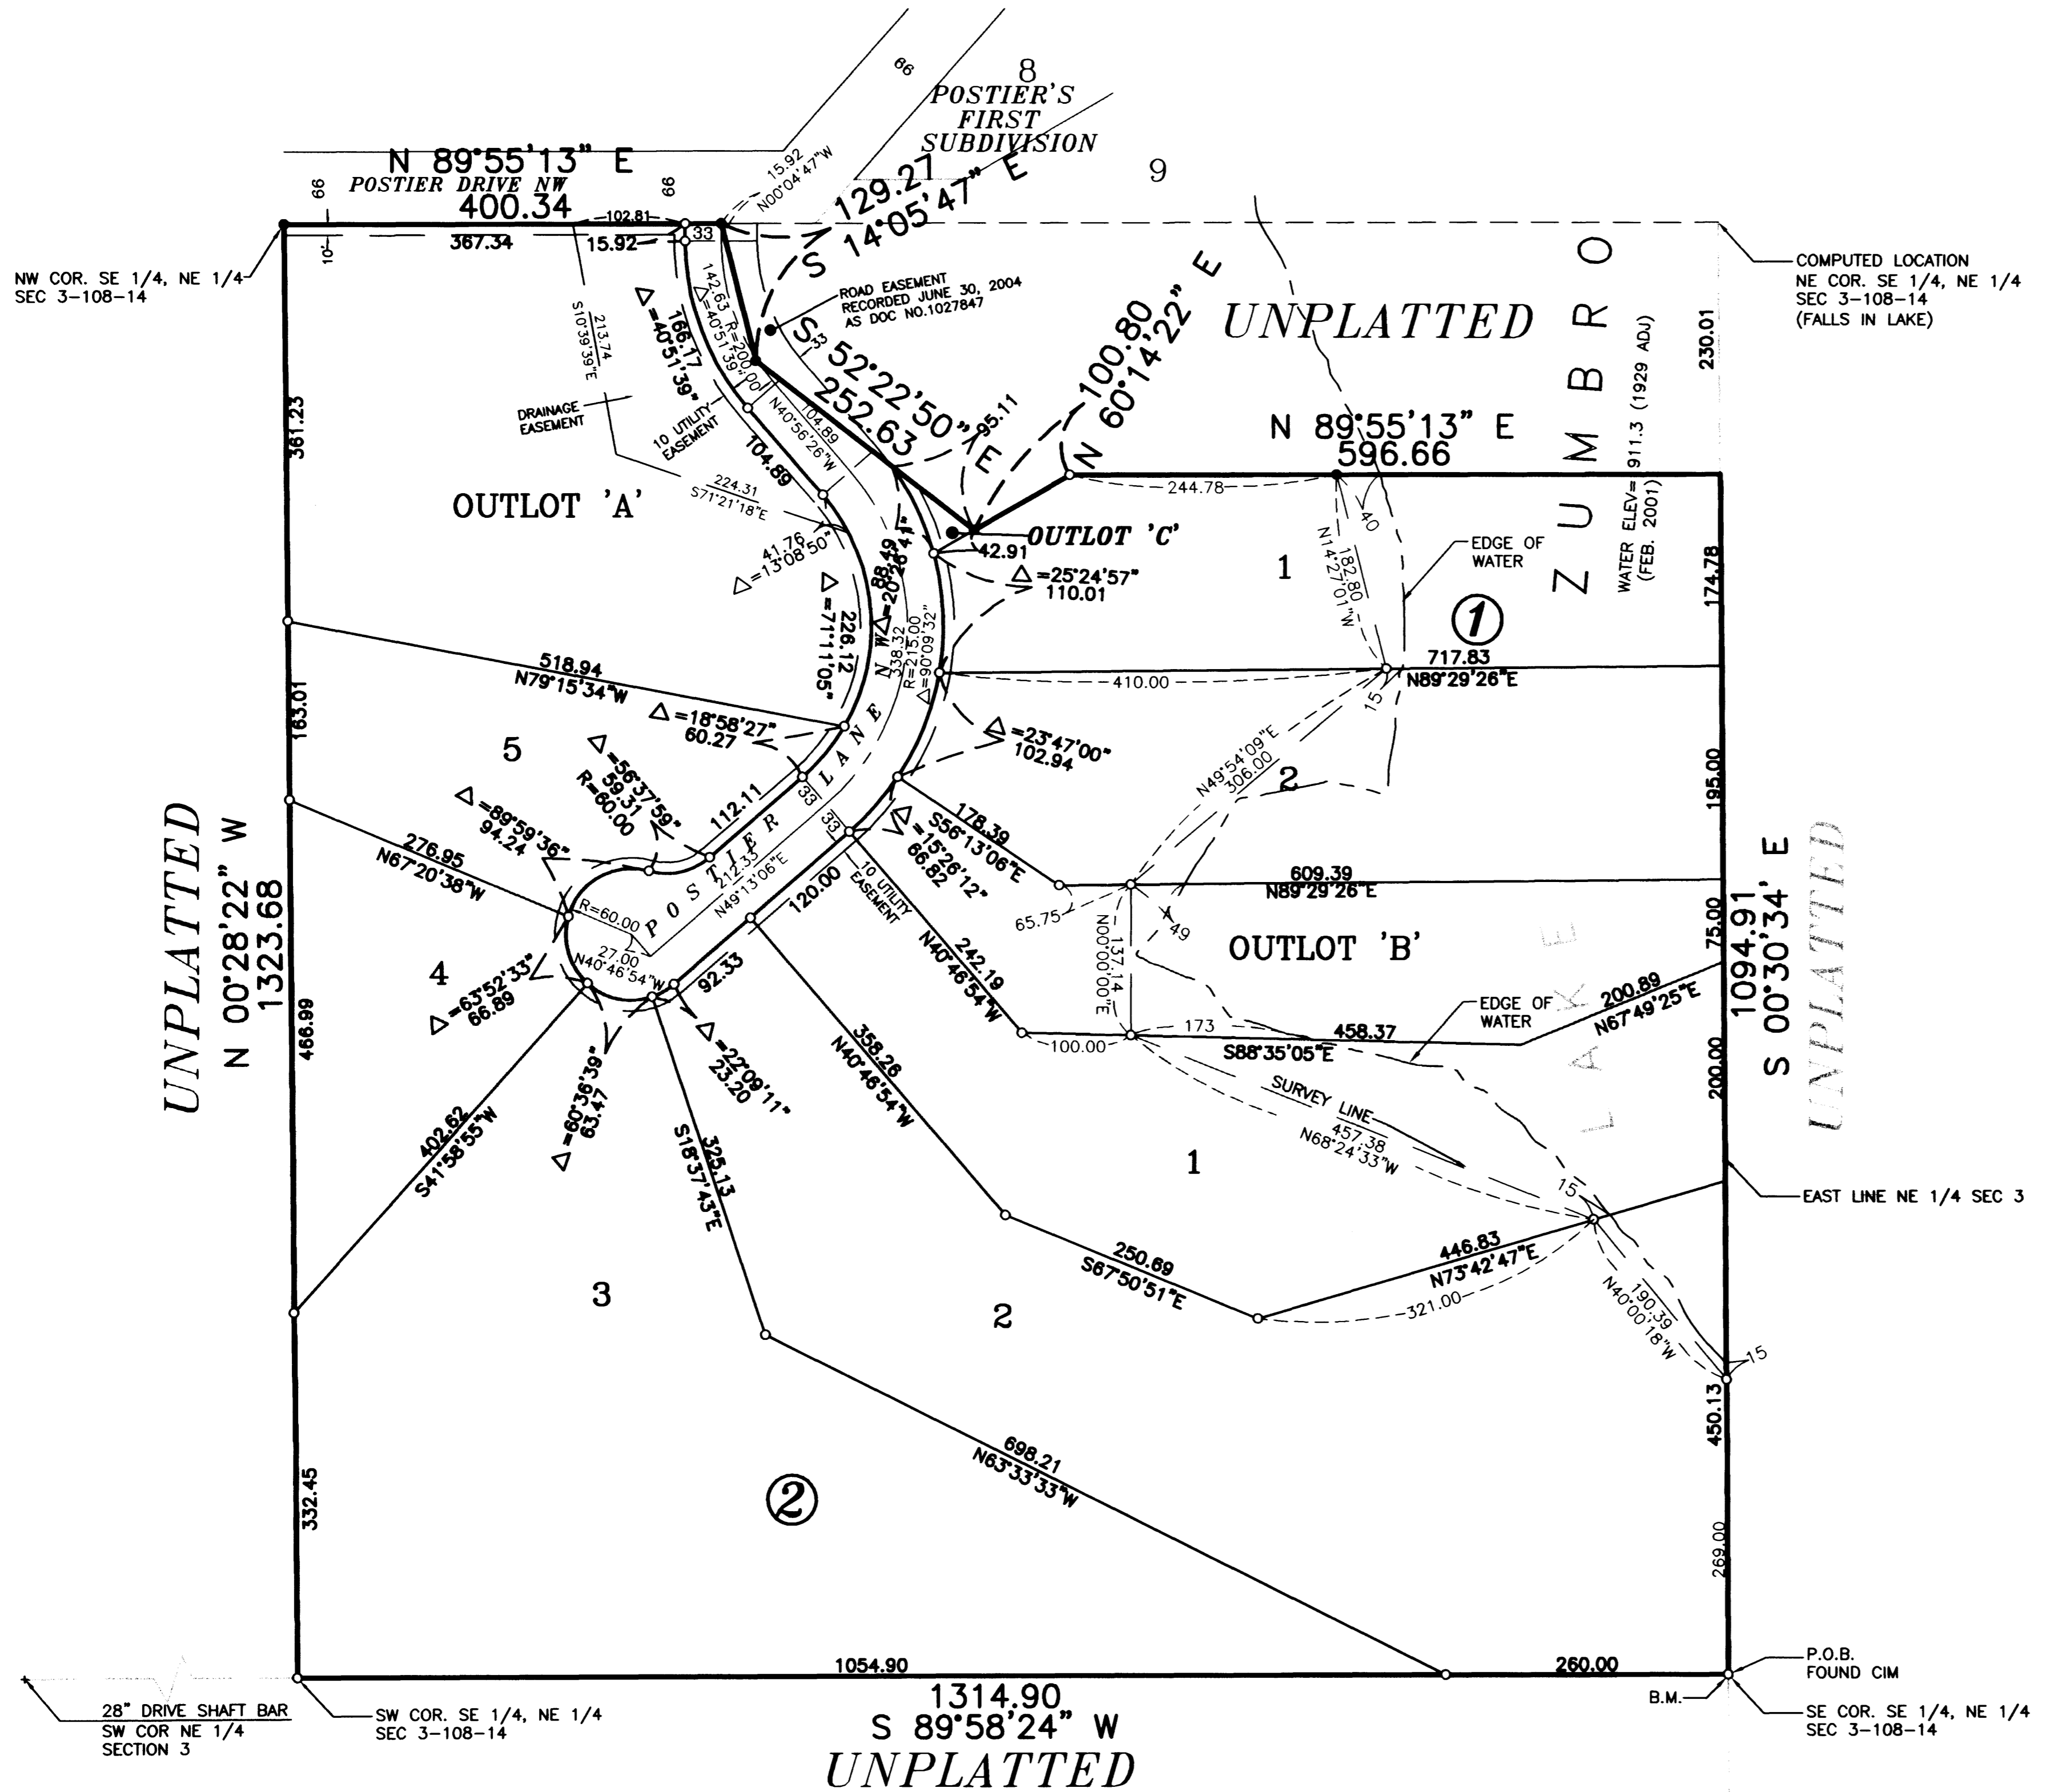 66
8
POSTIER'S
FIRST
SUBDIVISION
9
N 89°55'13" E
POSTIER DRIVE NW
400.34
66
66
10'
367.34
102.81
15.92
33
15.92
N00°04'47"W
129.27
S 14°05'47" E
NW COR. SE 1/4, NE 1/4
SEC 3-108-14
COMPUTED LOCATION
NE COR. SE 1/4, NE 1/4
SEC 3-108-14
(FALLS IN LAKE)
ROAD EASEMENT
RECORDED JUNE 30, 2004
AS DOC NO.1027847
UNPLATTED
ZUMBRO
WATER ELEV= 911.3 (1929 ADJ)
(FEB. 2001)
230.01
213.74
S10°39'39"E
166.17
Δ=40°51'39"
142.63 R=200.00
Δ=40°51'39"
33
S 52°22'50" E
252.63
95.11
100.80
N 60°14'22" E
N 89°55'13" E
596.66
244.78
40
DRAINAGE
EASEMENT
10 UTILITY
EASEMENT
104.89
N40°56'26"W
104.89
361.23
OUTLOT 'A'
224.31
S71°21'18"E
41.76
Δ=13°08'50"
88.49
Δ=20°26'41"
OUTLOT 'C'
42.91
Δ=25°24'57"
110.01
1
182.80
N14°27'01"W
EDGE OF
WATER
1
174.78
717.83
N89°29'26"E
226.12
Δ=71°11'05"
338.32
R=215.00
Δ=90°09'32"
410.00
15
518.94
N79°15'34"W
163.01
Δ=18°58'27"
60.27
5
Δ=56°37'59"
59.31
R=60.00
Δ=89°59'36"
94.24
112.11
33
33
POSTIER LANE NW
212.33
N49°13'06"E
Δ=23°47'00"
102.94
N49°54'09"E
306.00
2
195.00
178.39
S56°13'06"E
Δ=15°26'12"
66.82
609.39
N89°29'26"E
65.75
49
UNPLATTED
N 00°28'22" W
1323.68
276.95
N67°20'38"W
R=60.00
27.00
N40°46'54"W
120.00
10 UTILITY
EASEMENT
137.14
N00°00'00"E
OUTLOT 'B'
75.00
1094.91
S 00°30'34' E
UNPLATTED
4
Δ=63°52'33"
66.89
92.33
242.19
N40°46'54"W
LAKE
EDGE OF
WATER
200.89
N67°49'25"E
466.99
Δ=60°36'39"
63.47
Δ=22°09'11"
23.20
100.00
173
458.37
S88°35'05"E
200.00
358.26
N40°46'54"W
SURVEY LINE
457.38
N68°24'33"W
402.62
S41°58'55"W
325.13
S18°37'43"E
1
15
EAST LINE NE 1/4 SEC 3
3
2
250.69
S67°50'51"E
446.83
N73°42'47"E
321.00
190.39
N40°00'18"W
15
450.13
698.21
N63°33'33"W
332.45
2
269.00
1054.90
260.00
1314.90
S 89°58'24" W
UNPLATTED
28" DRIVE SHAFT BAR
SW COR NE 1/4
SECTION 3
SW COR. SE 1/4, NE 1/4
SEC 3-108-14
P.O.B.
FOUND CIM
B.M.
SE COR. SE 1/4, NE 1/4
SEC 3-108-14